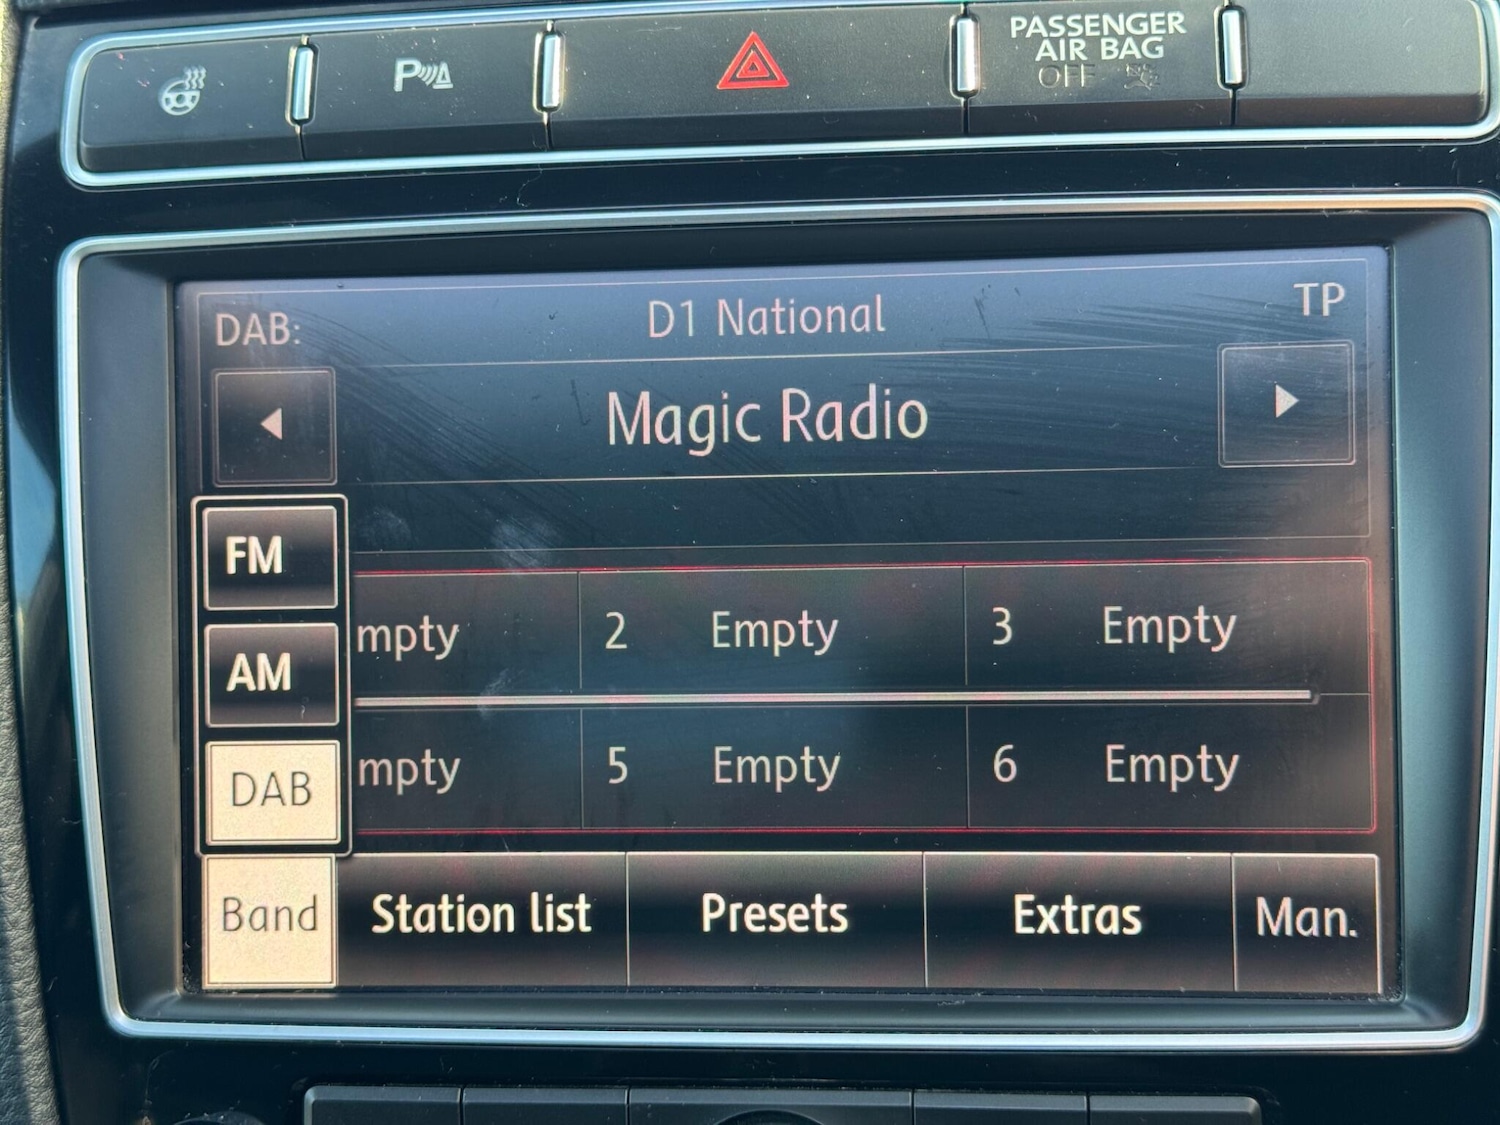 P
PASSENGER
AIR BAG
OFF
DAB:
D1 National
TP
Magic Radio
FM
mpty
2 Empty
3 Empty
AM
mpty
5 Empty
6 Empty
DAB
Band
Station list
Presets
Extras
Man.